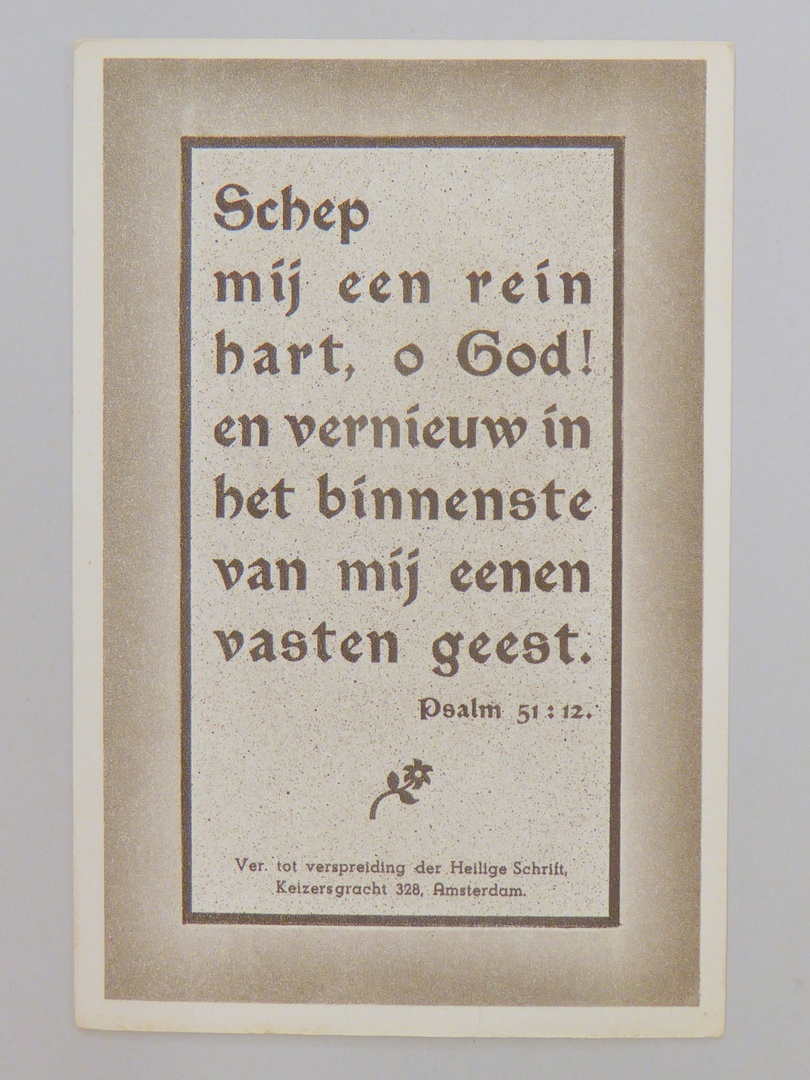 Schep
mij een rein
hart, o God!
en vernieuw in
het binnenste
van mij eenen
vasten geest.
Psalm 51:12.
Ver. tot verspreiding der Heilige Schrift,
Keizersgracht 328, Amsterdam.